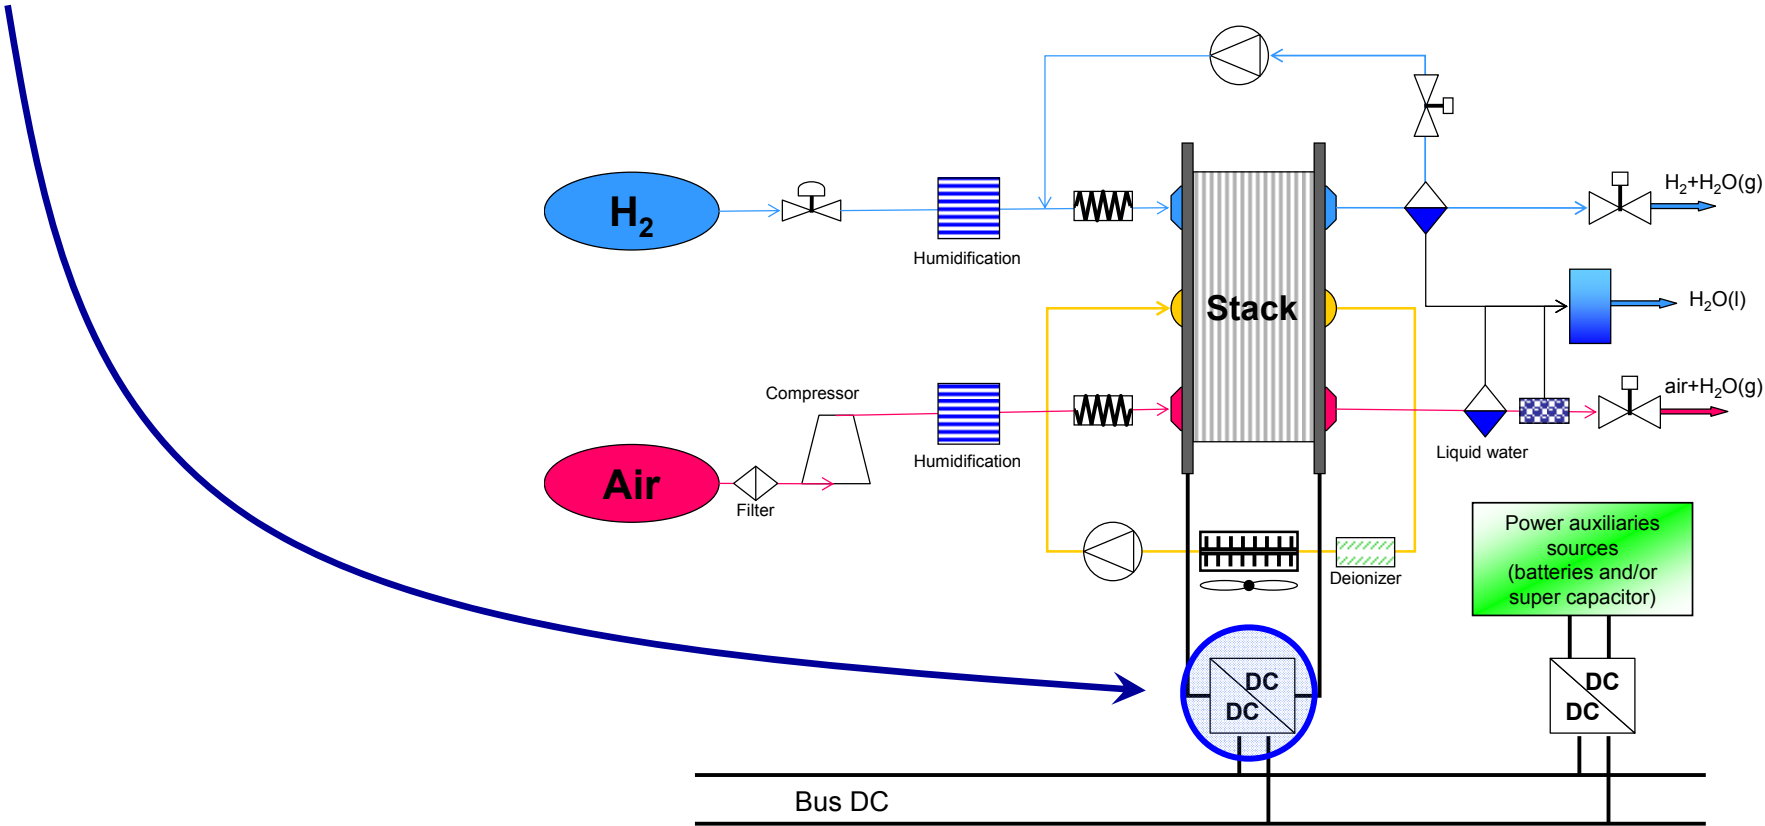 H2+H2O(g)
H2
Humidification
H2O(l)
Stack
air+H2O(g)
Compressor
Liquid water
Humidification
Air
Filter
Power auxiliaries
sources
(batteries and/or
super capacitor)
Deionizer
DC
DC
DC
DC
Bus DC